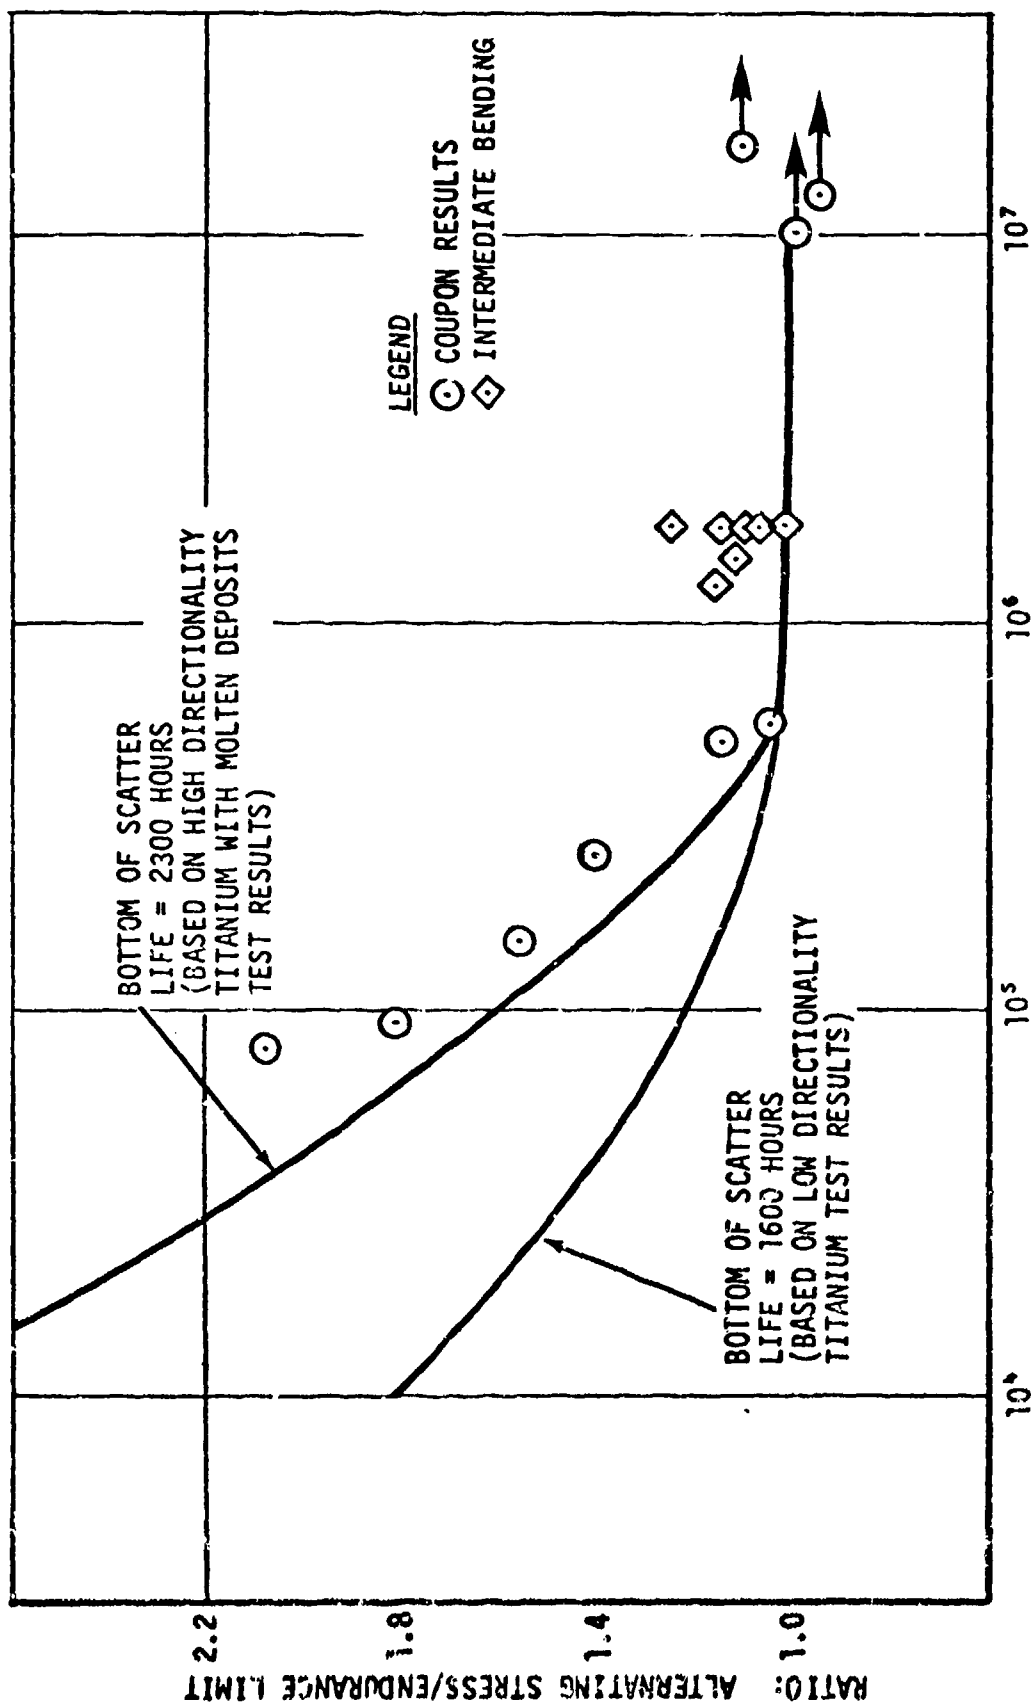 BOTTOM OF SCATTER
LIFE = 2300 HOURS
(BASED ON HIGH DIRECTIONALITY
TITANIUM WITH MOLTEN DEPOSITS
TEST RESULTS)
LEGEND
COUPON RESULTS
INTERMEDIATE BENDING
BOTTOM OF SCATTER
LIFE = 1600 HOURS
(BASED ON LOW DIRECTIONALITY
TITANIUM TEST RESULTS)
RATIO: ALTERNATING STRESS/ENDURANCE LIMIT
2.2
1.8
1.4
1.0
10⁴
10⁵
10⁶
10⁷